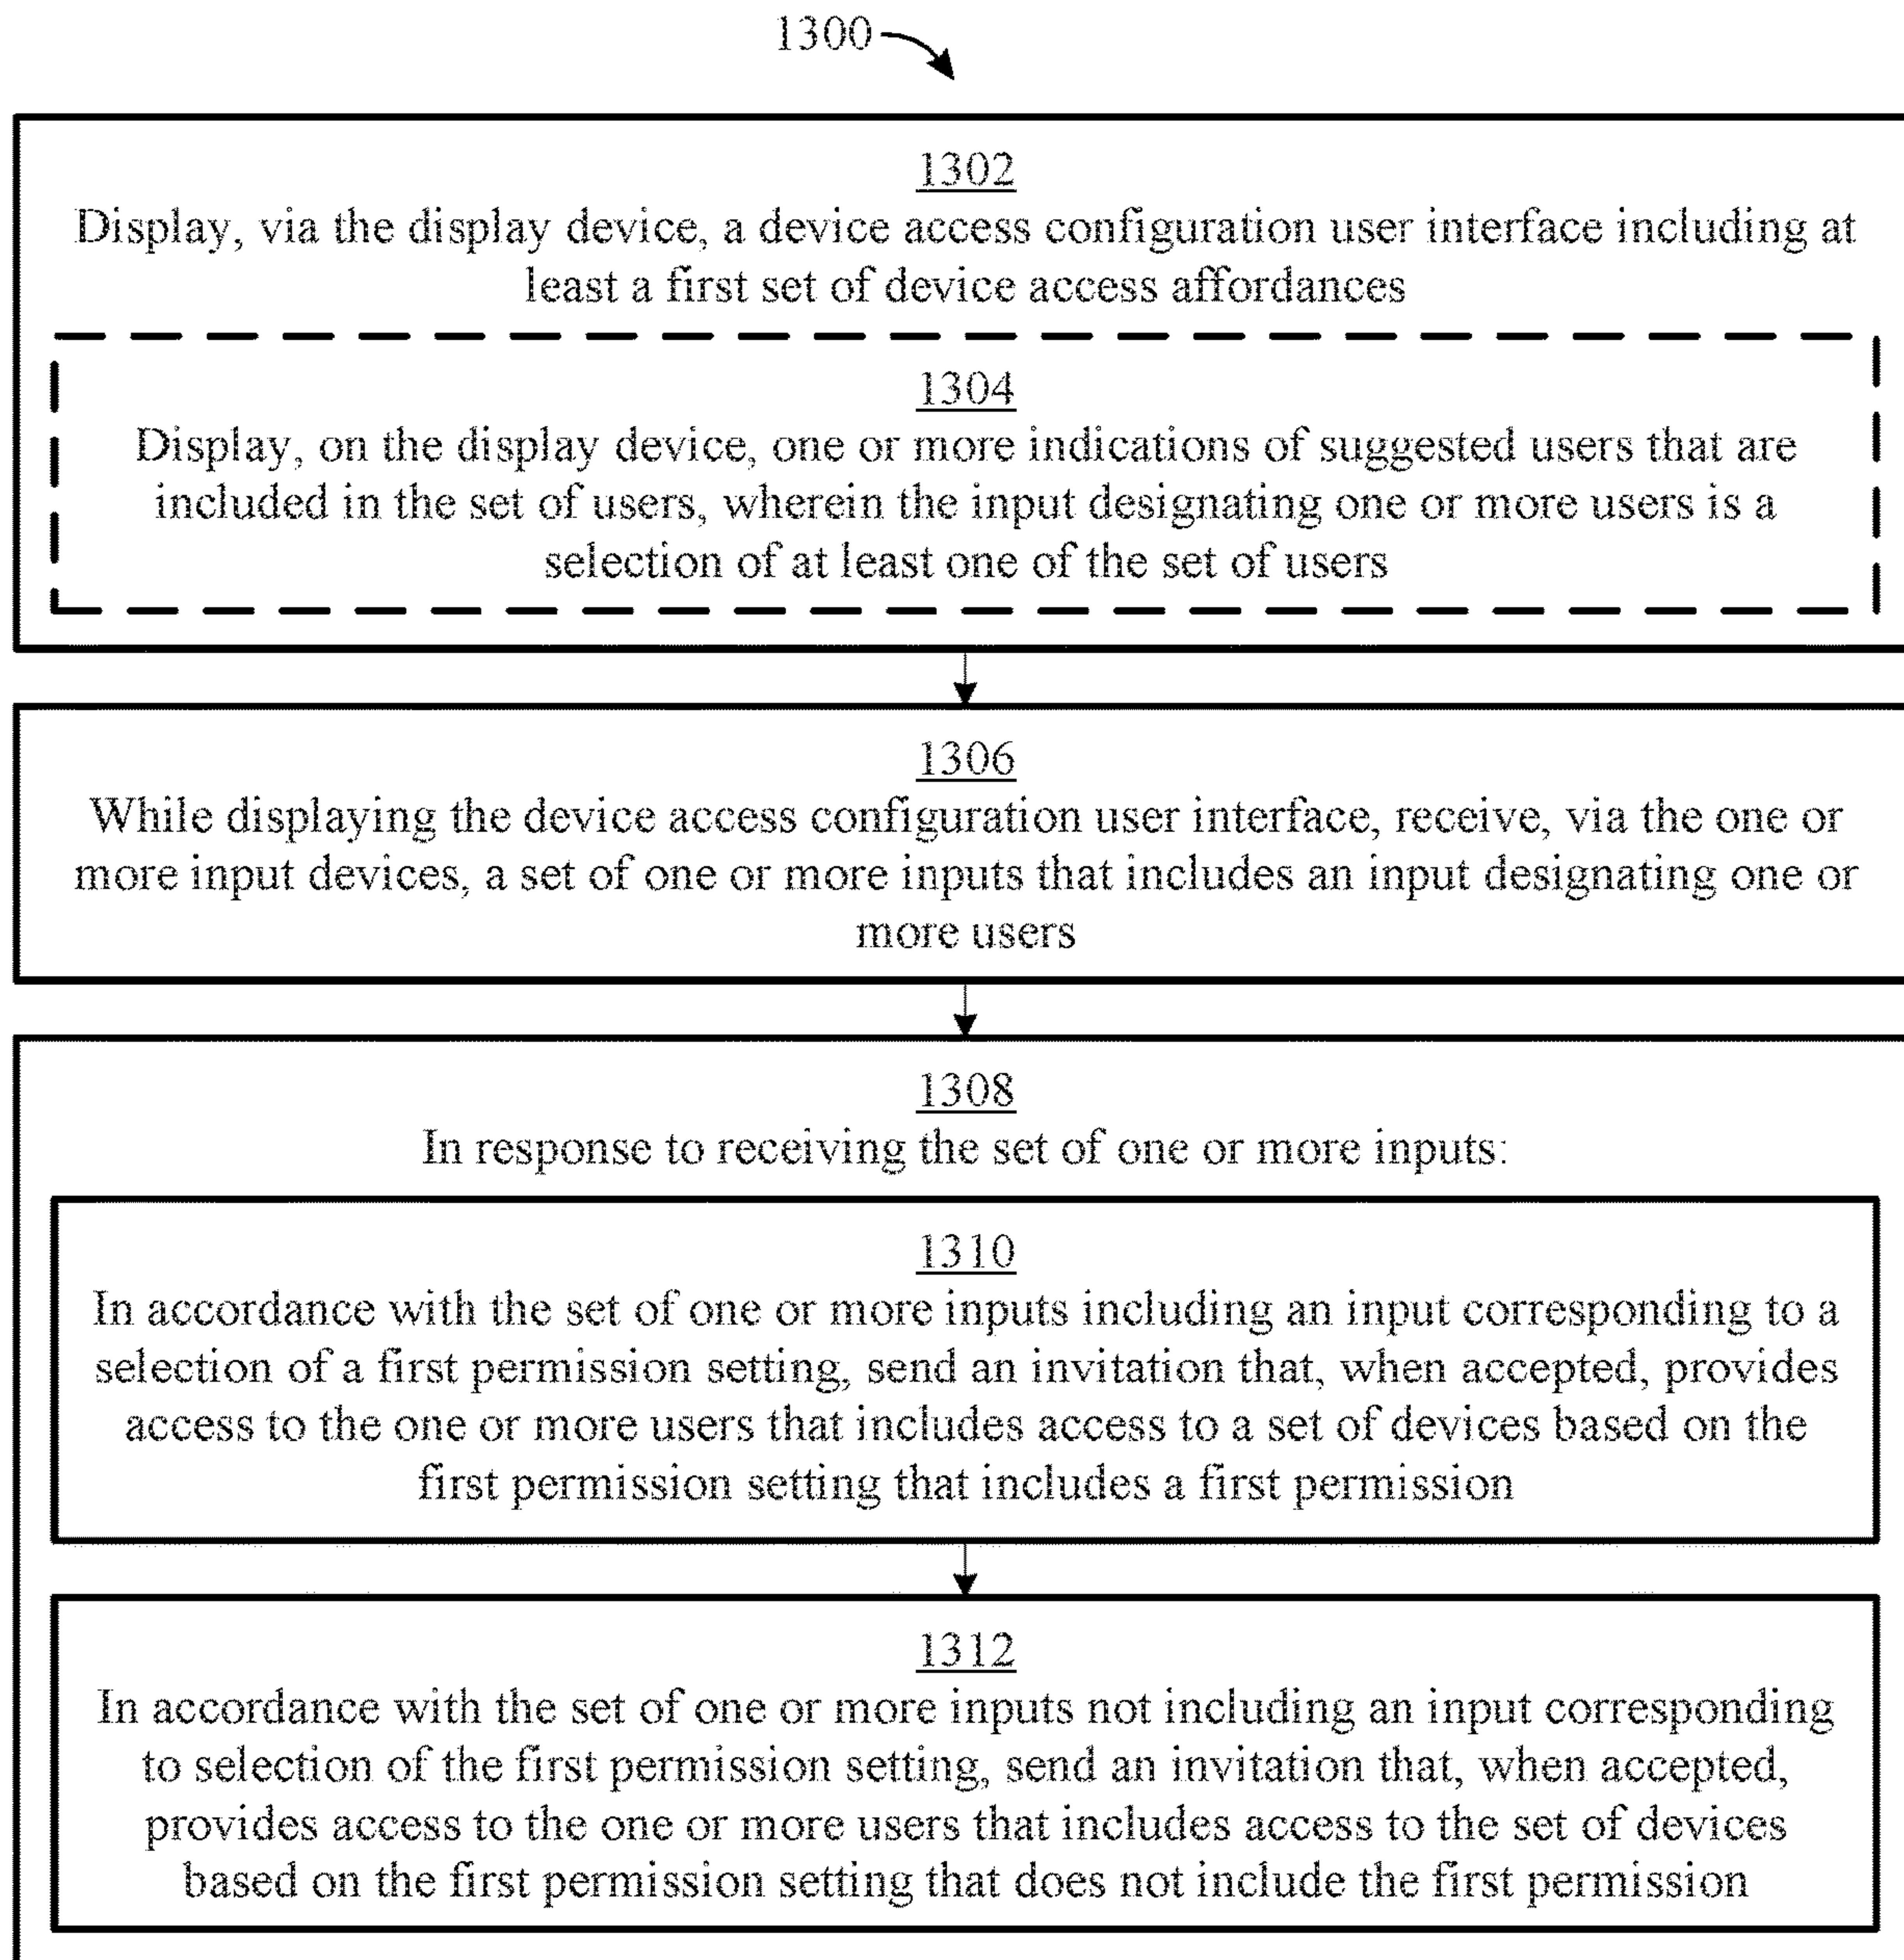 1300
1302
Display, via the display device, a device access configuration user interface including at
least a first set of device access affordances
1304
Display, on the display device, one or more indications of suggested users that are
included in the set of users, wherein the input designating one or more users is a
selection of at least one of the set of users
1306
While displaying the device access configuration user interface, receive, via the one or
more input devices, a set of one or more inputs that includes an input designating one or
more users
1308
In response to receiving the set of one or more inputs:
1310
In accordance with the set of one or more inputs including an input corresponding to a
selection of a first permission setting, send an invitation that, when accepted, provides
access to the one or more users that includes access to a set of devices based on the
first permission setting that includes a first permission
1312
In accordance with the set of one or more inputs not including an input corresponding
to selection of the first permission setting, send an invitation that, when accepted,
provides access to the one or more users that includes access to the set of devices
based on the first permission setting that does not include the first permission